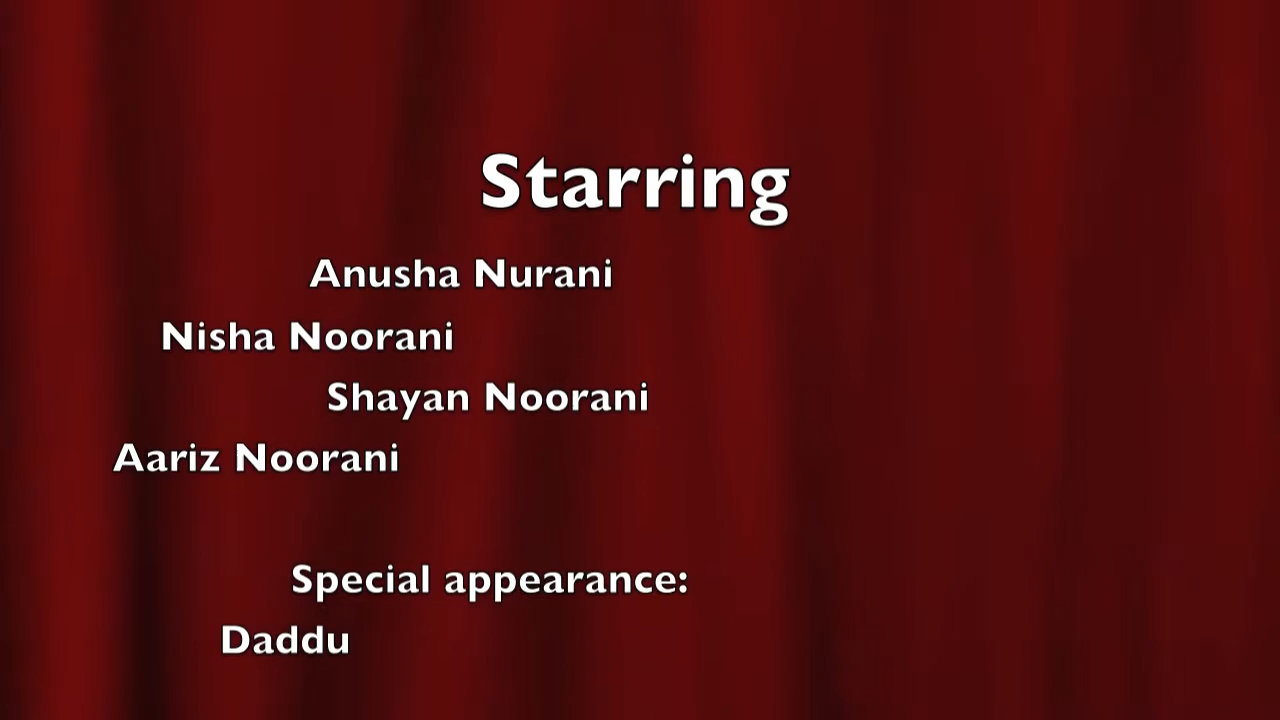 Starring
Anusha Nurani
Nisha Noorani
Shayan Noorani
Aariz Noorani
Special appearance:
Daddu